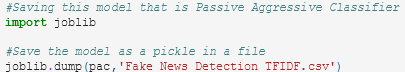 #Saving this model that is Passive Aggressive Classifier
import joblib
#Save the model as a pickle in a file
joblib.dump(pac,'Fake News Detection TFIDF.csv')